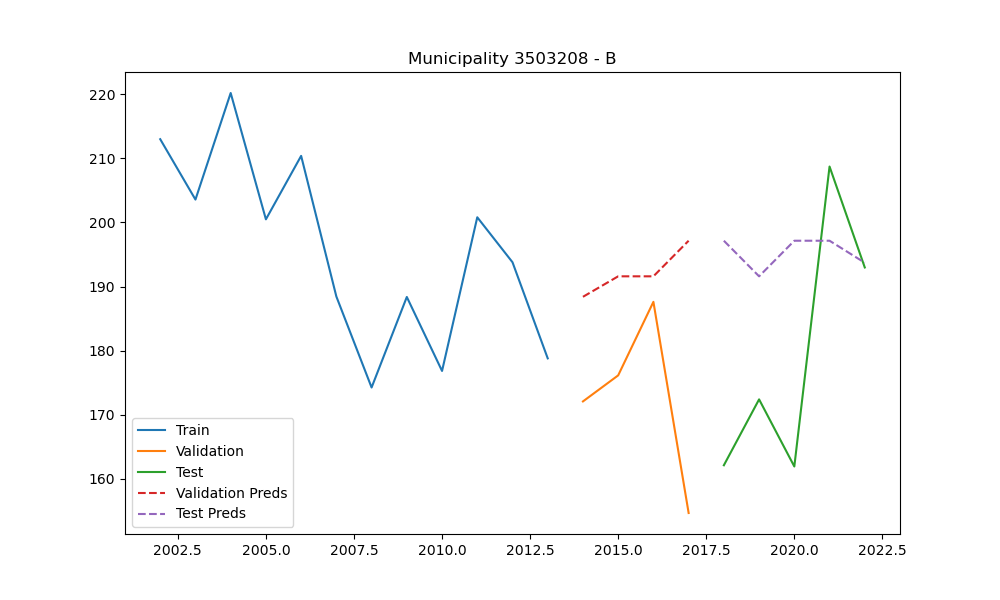 Municipality 3503208 - B
220
210
200
190
180
170
160
Train
Validation
Test
Validation Preds
Test Preds
2002.5 2005.0 2007.5 2010.0 2012.5 2015.0 2017.5 2020.0 2022.5